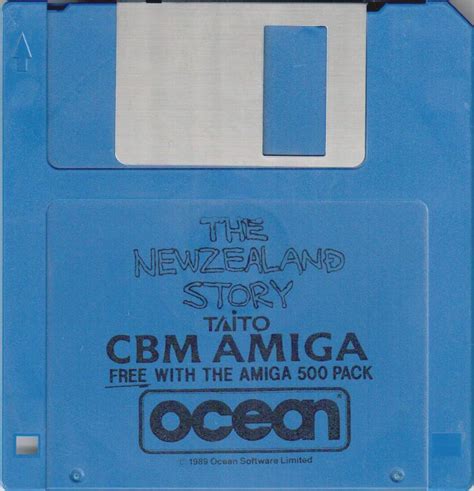 THE
NEWZEALAND
STORY
TAITO
CBM AMIGA
FREE WITH THE AMIGA 500 PACK
ocean
© 1989 Ocean Software Limited